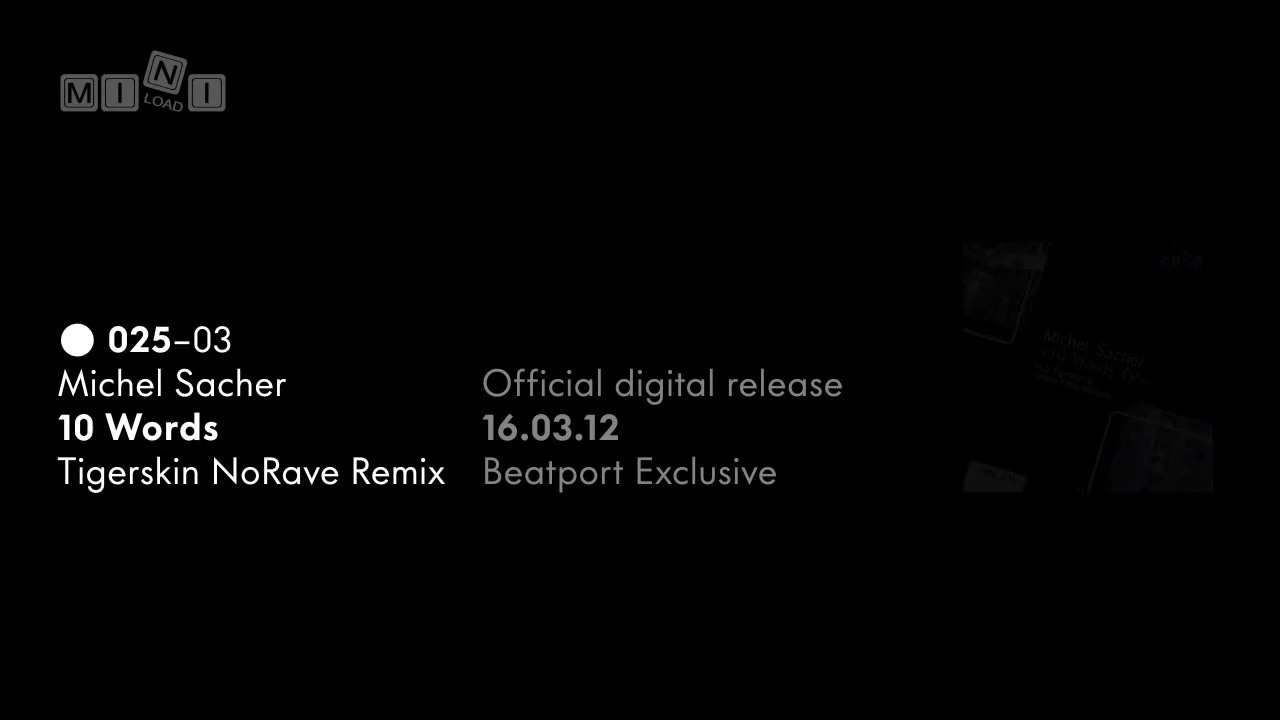 MINI
LOAD
025–03
Michel Sacher
10 Words
Tigerskin NoRave Remix
Official digital release
16.03.12
Beatport Exclusive
Michel Sacher